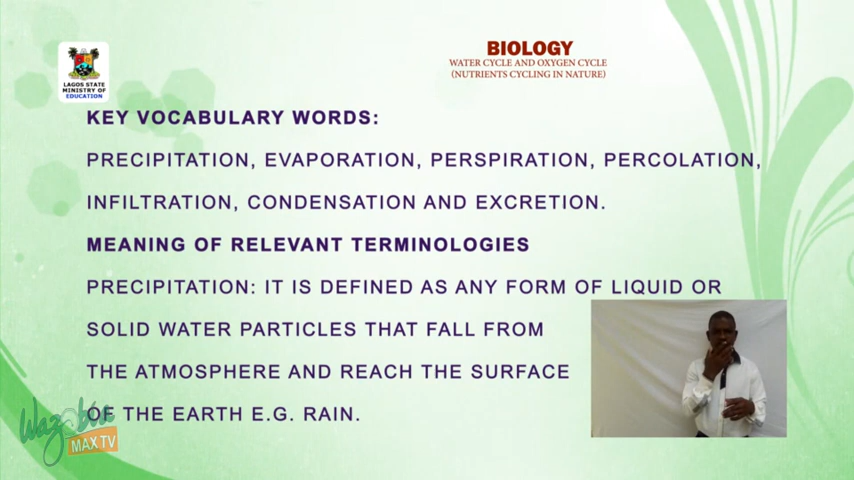 BIOLOGY
WATER CYCLE AND OXYGEN CYCLE
(NUTRIENTS CYCLING IN NATURE)
LAGOS STATE
MINISTRY OF
EDUCATION
KEY VOCABULARY WORDS:
PRECIPITATION, EVAPORATION, PERSPIRATION, PERCOLATION,
INFILTRATION, CONDENSATION AND EXCRETION.
MEANING OF RELEVANT TERMINOLOGIES
PRECIPITATION: IT IS DEFINED AS ANY FORM OF LIQUID OR
SOLID WATER PARTICLES THAT FALL FROM
THE ATMOSPHERE AND REACH THE SURFACE
OF THE EARTH E.G. RAIN.
Wazobia
MAX TV